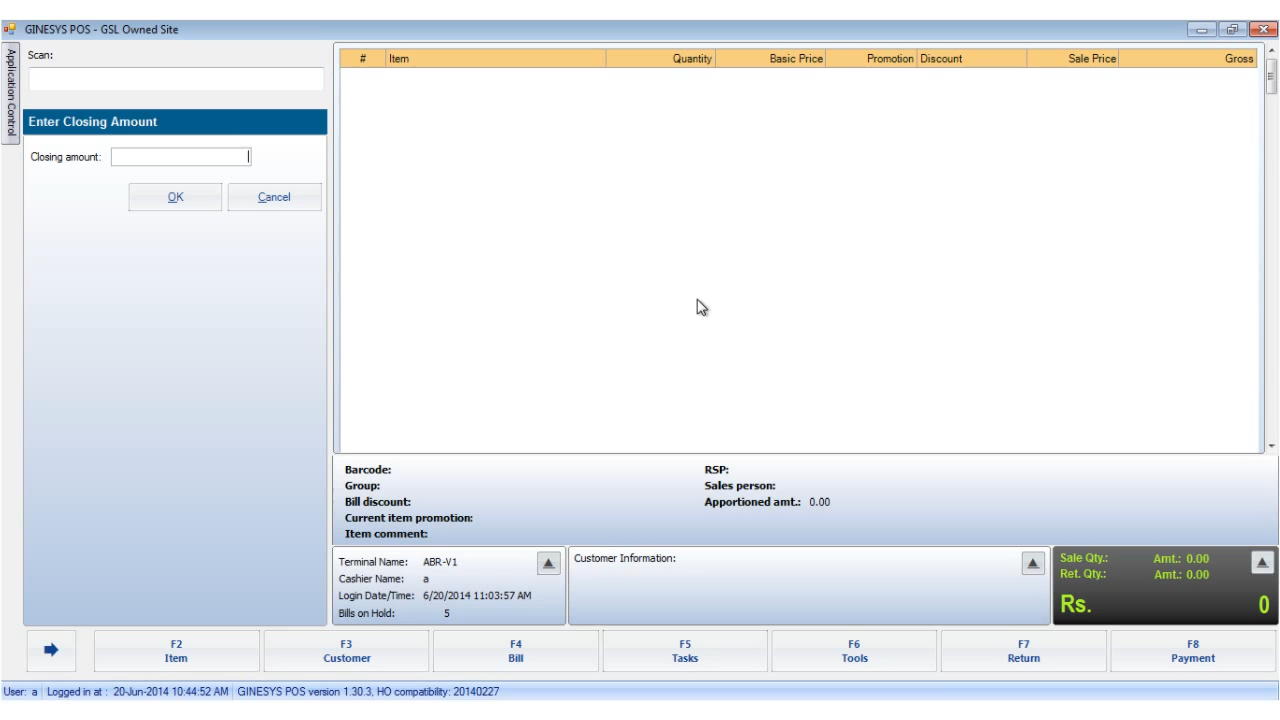 GINESYS POS - GSL Owned Site
Application Control
Scan:
Enter Closing Amount
Closing amount:
OK Cancel
# Item Quantity Basic Price Promotion Discount Sale Price Gross
Barcode: RSP:
Group: Sales person:
Bill discount: Apportioned amt.: 0.00
Current item promotion:
Item comment:
Terminal Name: ABR-V1
Cashier Name: a
Login Date/Time: 6/20/2014 11:03:57 AM
Bills on Hold: 5
Customer Information:
Sale Qty.: Amt.: 0.00
Ret. Qty.: Amt.: 0.00
Rs. 0
F2 F3 F4 F5 F6 F7 F8
Item Customer Bill Tasks Tools Return Payment
User: a Logged in at : 20-Jun-2014 10:44:52 AM GINESYS POS version 1.30.3, HO compatibility: 20140227